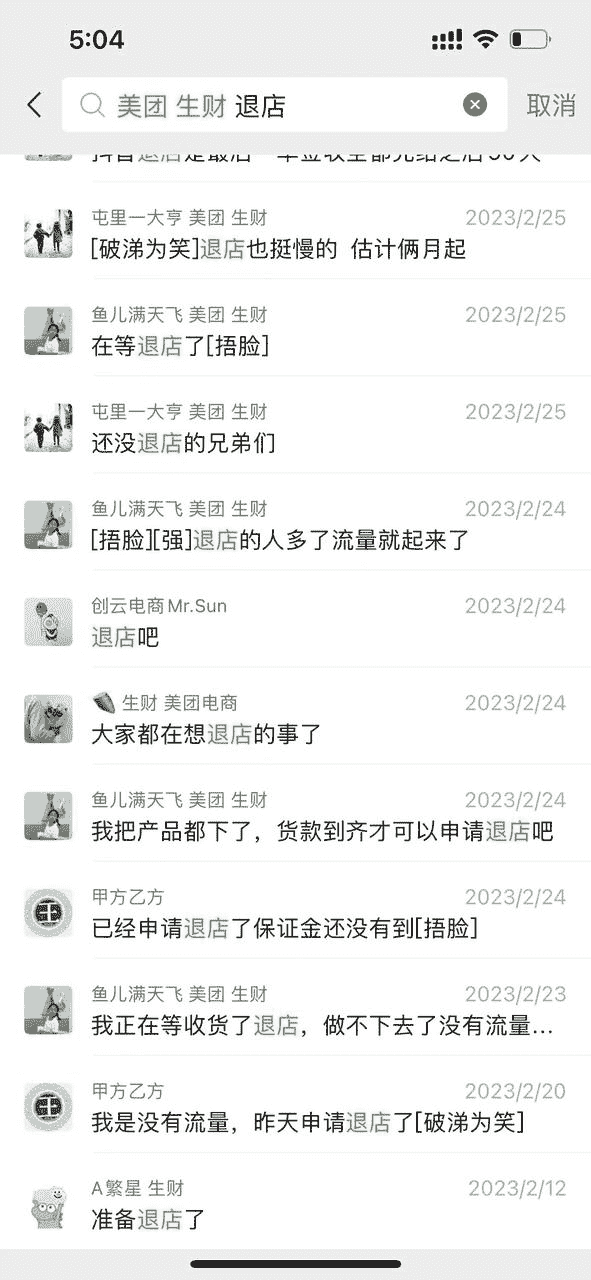 5:04
美团 生财 退店
取消
屯里一大亨 美团 生财
2023/2/25
[破涕为笑]退店也挺慢的 估计俩月起
鱼儿满天飞 美团 生财
2023/2/25
在等退店了[捂脸]
屯里一大亨 美团 生财
2023/2/25
还没退店的兄弟们
鱼儿满天飞 美团 生财
2023/2/24
[捂脸][强]退店的人多了流量就起来了
创云电商Mr.Sun
2023/2/24
退店吧
生财 美团电商
2023/2/24
大家都在想退店的事了
鱼儿满天飞 美团 生财
2023/2/24
我把产品都下了，货款到齐才可以申请退店吧
甲方乙方
2023/2/24
已经申请退店了保证金还没有到[捂脸]
鱼儿满天飞 美团 生财
2023/2/23
我正在等收货了退店，做不下去了没有流量...
甲方乙方
2023/2/20
我是没有流量，昨天申请退店了[破涕为笑]
A繁星 生财
2023/2/12
准备退店了